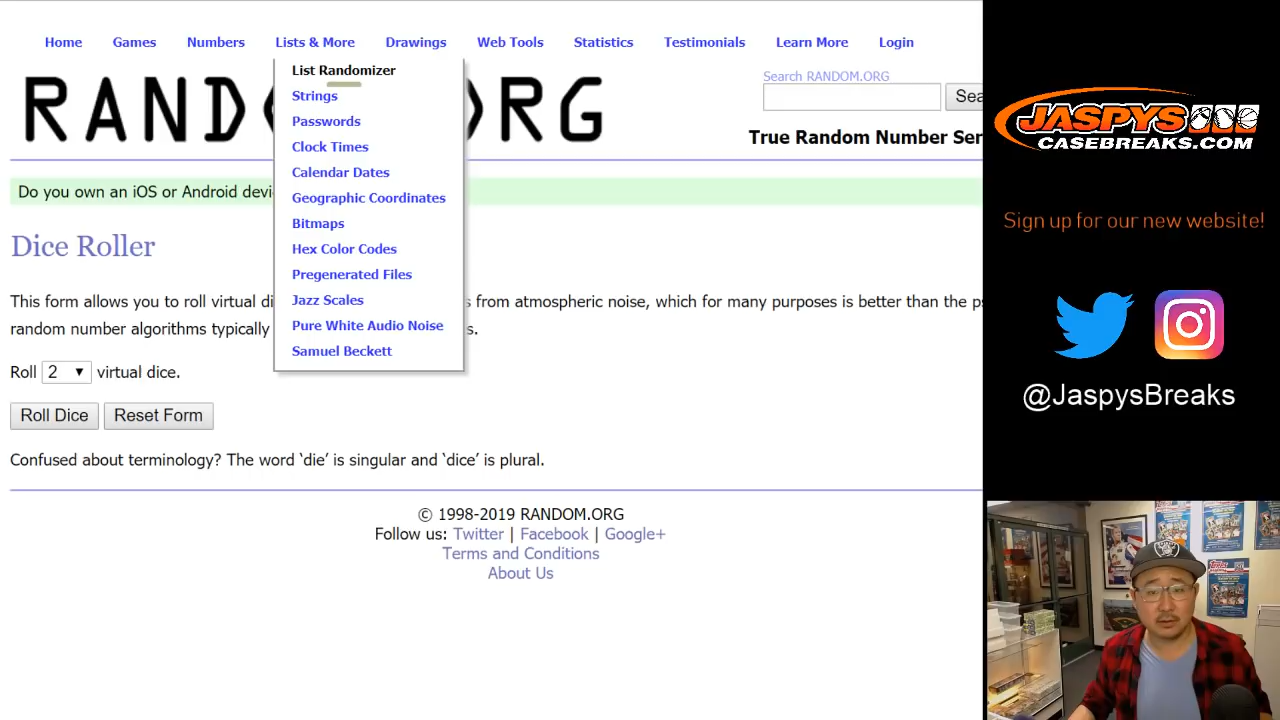 Home Games Numbers Lists & More Drawings Web Tools Statistics Testimonials Learn More Login
List Randomizer
Strings
Passwords
Clock Times
Calendar Dates
Geographic Coordinates
Bitmaps
Hex Color Codes
Pregenerated Files
Jazz Scales
Pure White Audio Noise
Samuel Beckett
RAND RG
Search RANDOM.ORG
Sea
True Random Number Ser
Do you own an iOS or Android devi
Dice Roller
This form allows you to roll virtual di s from atmospheric noise, which for many purposes is better than the ps
random number algorithms typically s.
Roll 2 virtual dice.
Roll Dice Reset Form
Confused about terminology? The word ‘die’ is singular and ‘dice’ is plural.
© 1998-2019 RANDOM.ORG
Follow us: Twitter | Facebook | Google+
Terms and Conditions
About Us
JASPYS
CASEBREAKS.COM
Sign up for our new website!
@JaspysBreaks
Topps